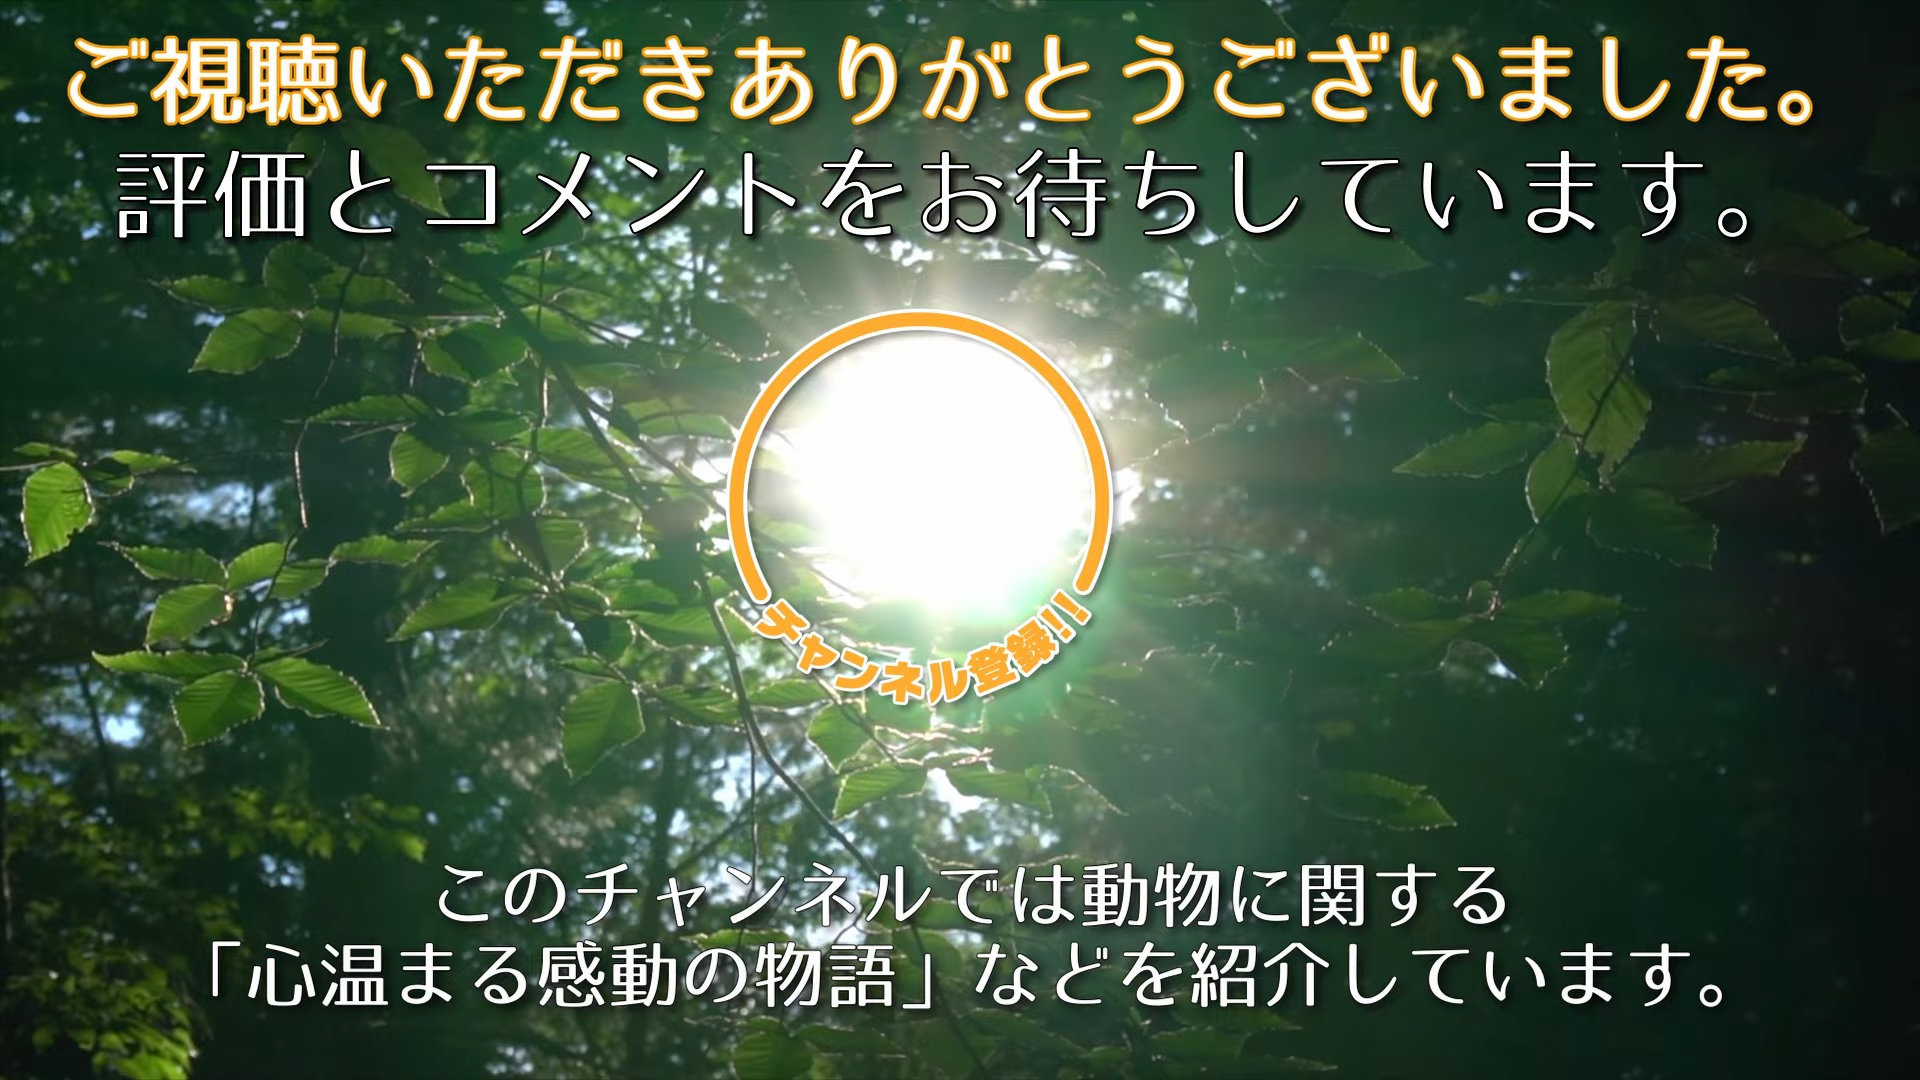 ご視聴いただきありがとうございました。
評価とコメントをお待ちしています。
チャンネル登録!!
このチャンネルでは動物に関する
「心温まる感動の物語」などを紹介しています。